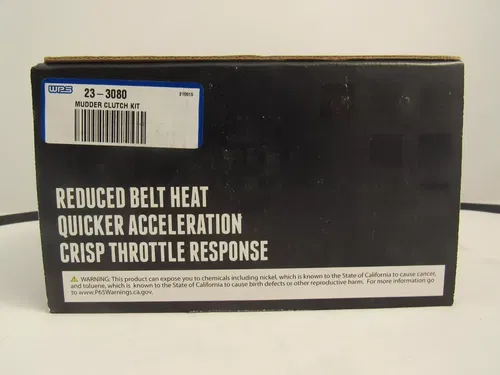 WPS 23-3080
MUDDER CLUTCH KIT
REDUCED BELT HEAT
QUICKER ACCELERATION
CRISP THROTTLE RESPONSE
⚠ WARNING: This product can expose you to chemicals including nickel, which is known to the State of California to cause cancer,
and toluene, which is known to the State of California to cause birth defects or other reproductive harm. For more information go
to www.P65Warnings.ca.gov.